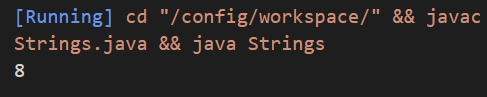 [Running] cd "/config/workspace/" && javac
Strings.java && java Strings
8